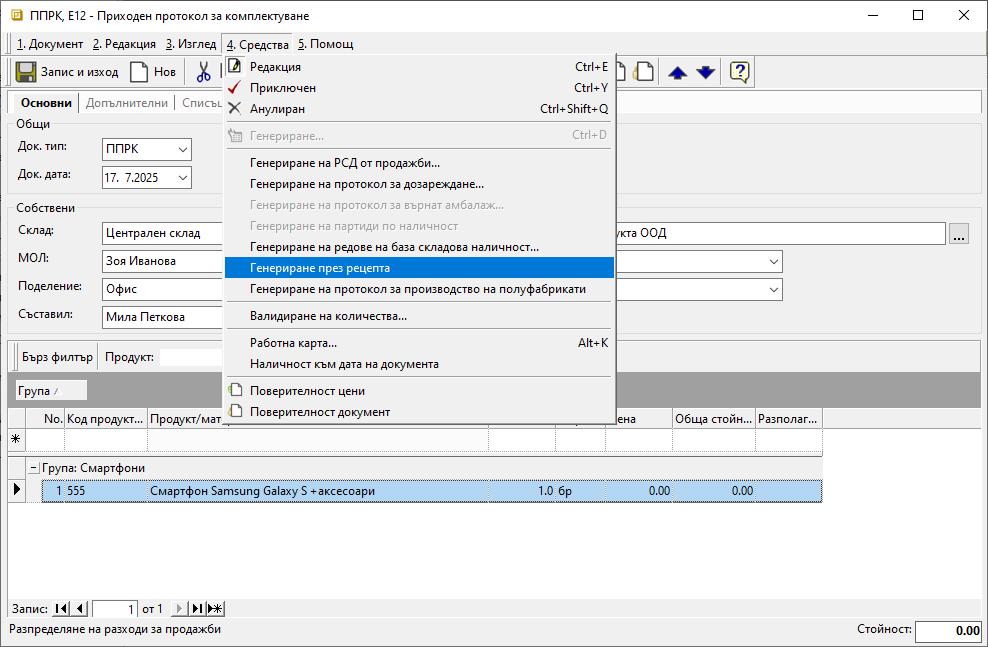 ППРК, E12 - Приходен протокол за комплектуване
1. Документ 2. Редакция 3. Изглед 4. Средства 5. Помощ
Запис и изход Нов
Редакция Ctrl+E
Приключен Ctrl+Y
Анулиран Ctrl+Shift+Q
Генериране... Ctrl+D
Генериране на РСД от продажби...
Генериране на протокол за дозареждане...
Генериране на протокол за върнат амбалаж...
Генериране на партиди по наличност
Генериране на редове на база складова наличност...
Генериране през рецепта
Генериране на протокол за производство на полуфабрикати
Валидиране на количества...
Работна карта... Alt+K
Наличност към дата на документа
Поверителност цени
Поверителност документ
Основни Допълнителни
Общи
Док. тип: ППРК
Док. дата: 17. 7.2025
Собствени
Склад: Централен склад ООД ...
МОЛ: Зоя Иванова
Поделение: Офис
Съставил: Мила Петкова
Бърз филтър Продукт:
Група
No. Код продукт... Продукт/мат Обща стойн... Разполаг...
Група: Смартфони
1 555 Смартфон Samsung Galaxy S +аксесоари 1.0 бр 0.00 0.00
Запис: 1 от 1
Разпределяне на разходи за продажби Стойност: 0.00